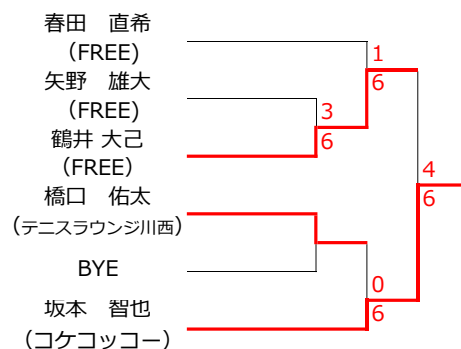 春田　直希
（FREE)
1
矢野　雄大
6
（FREE)
3
鶴井 大己
6
（FREE）
4
橋口　佑太
6
（テニスラウンジ川西）
BYE
0
坂本　智也
6
（コケコッコー）